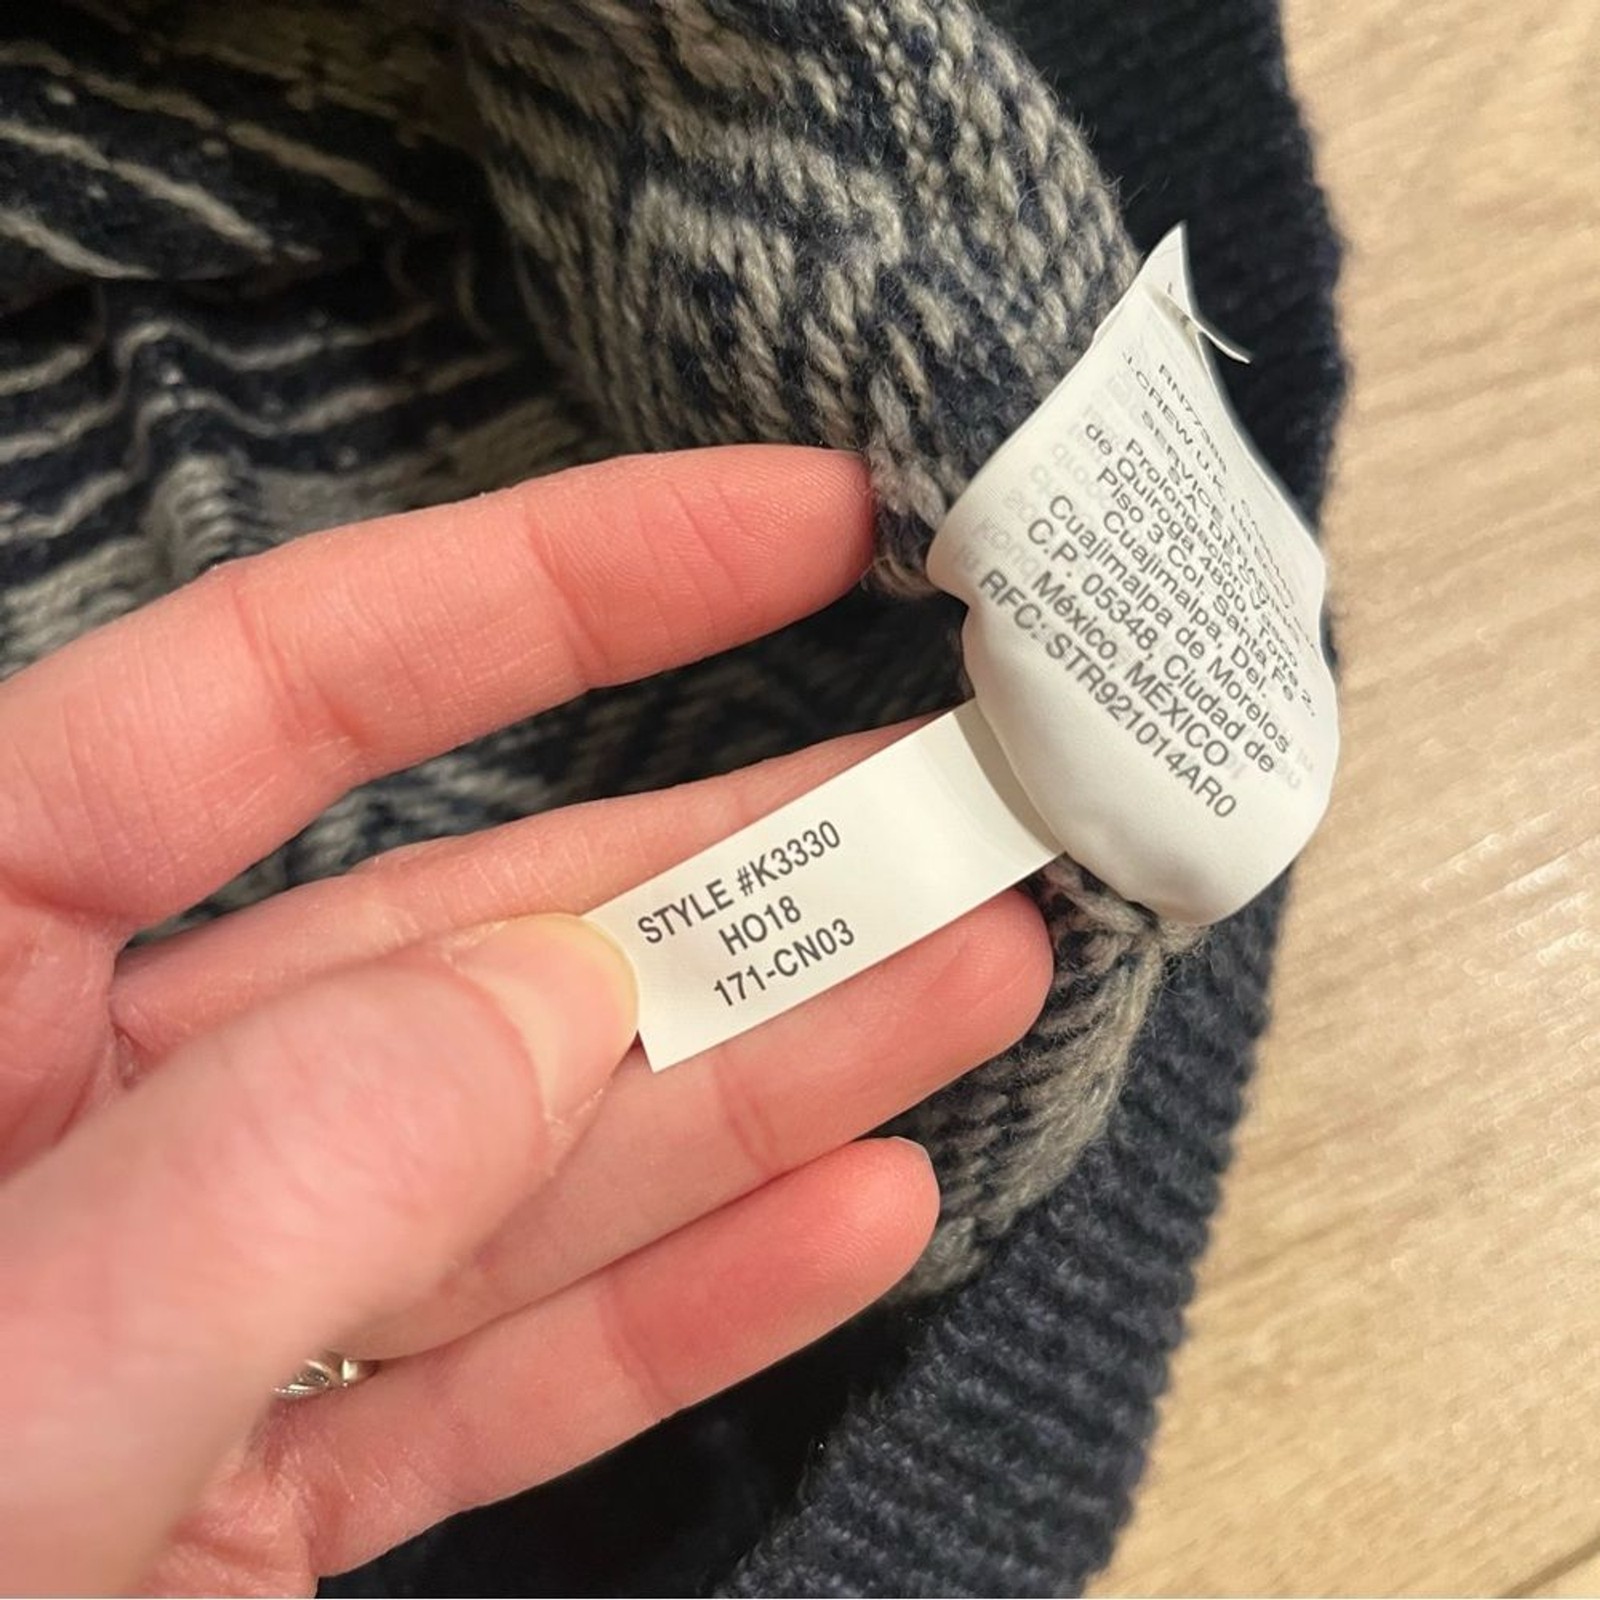 J.CREW U.K.
Prolongación
de Quiroga 4800, Torre 2.
Piso 3 Col. Santa Fe
Cuajimalpa, Del.
Cuajimalpa de Morelos
C.P. 05348, Ciudad de
México, MÉXICO
RFC: STR921014AR0
STYLE #K3330
HO18
171-CN03